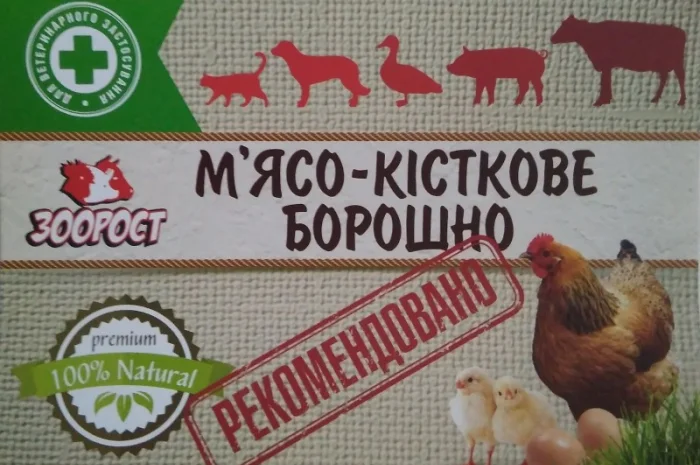 ДЛЯ ВЕТЕРИНАРНОГО ЗАСТОСУВАННЯ
М'ЯСО-КІСТКОВЕ
БОРОШНО
ЗООРОСТ
РЕКОМЕНДОВАНО
premium
100% Natural